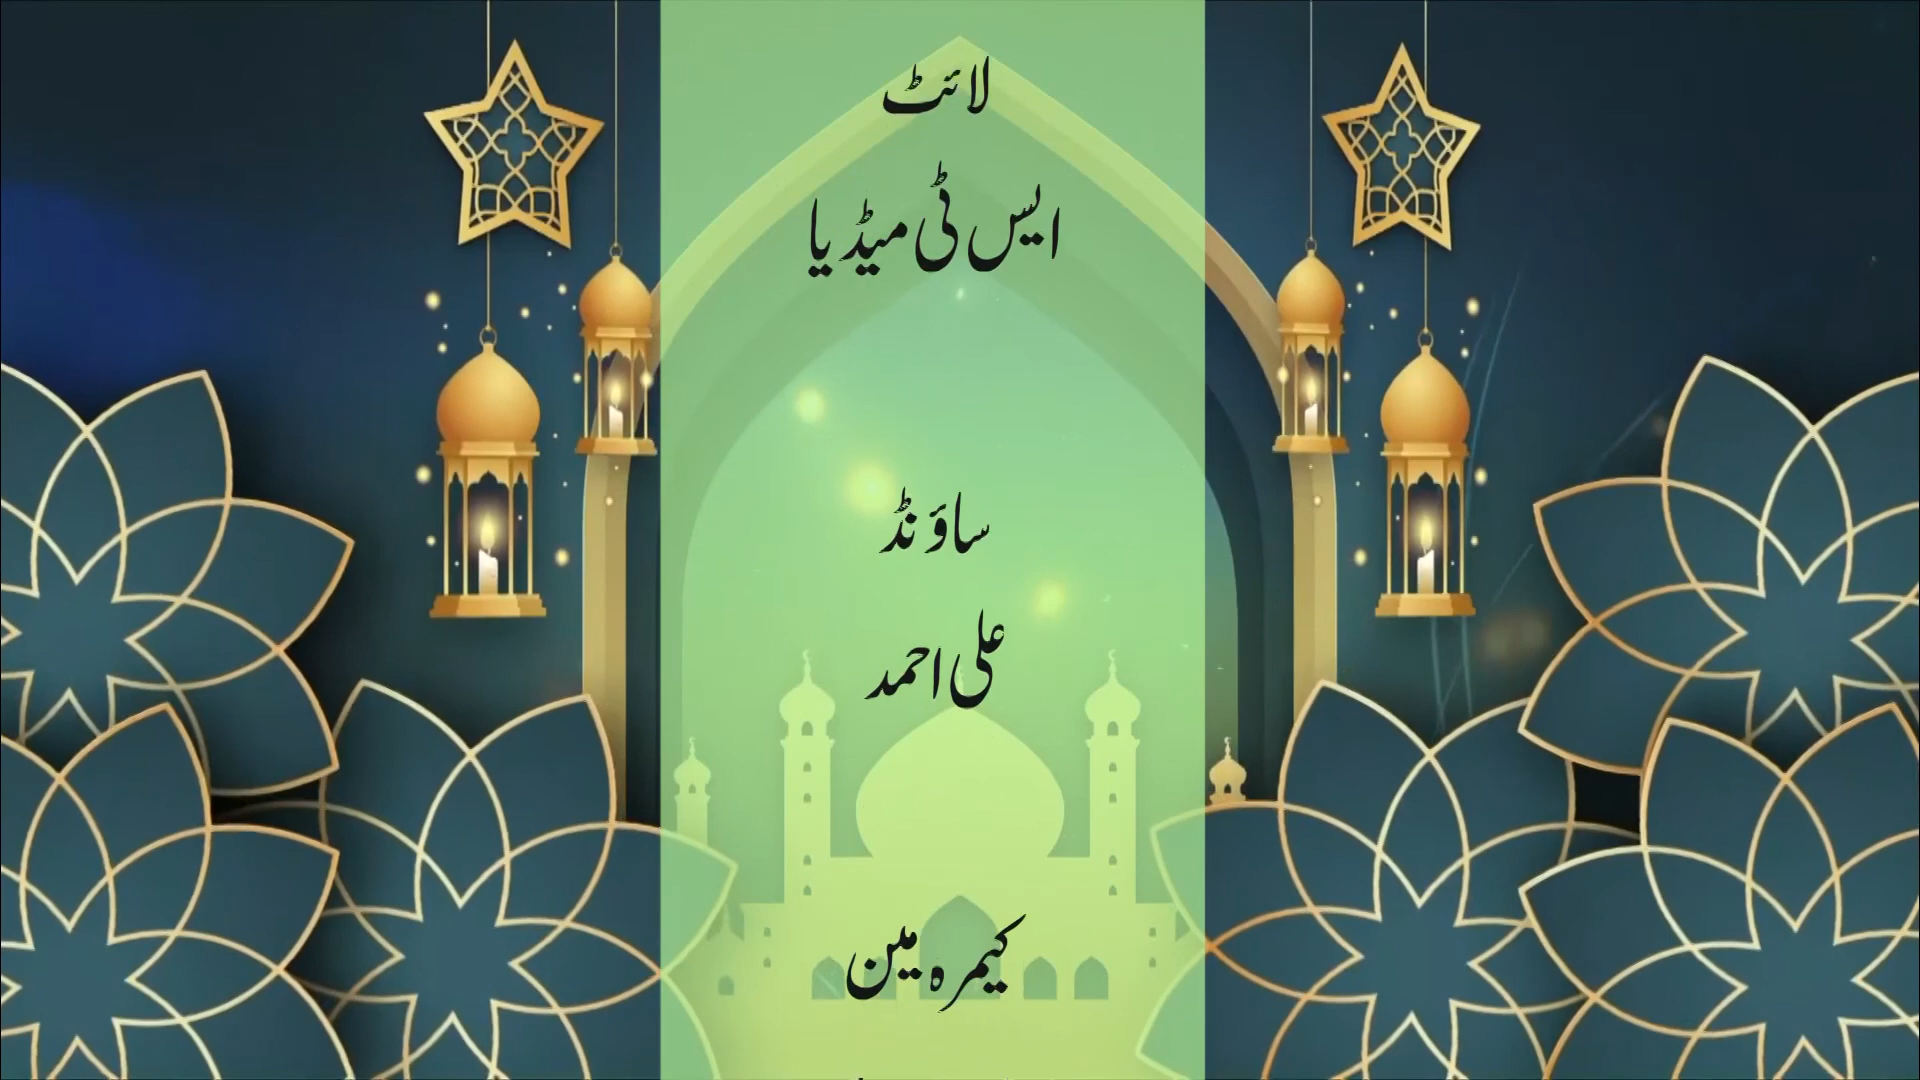 لائٹ
ایس ٹی میڈیا
ساؤنڈ
علی احمد
کیمرہ مین